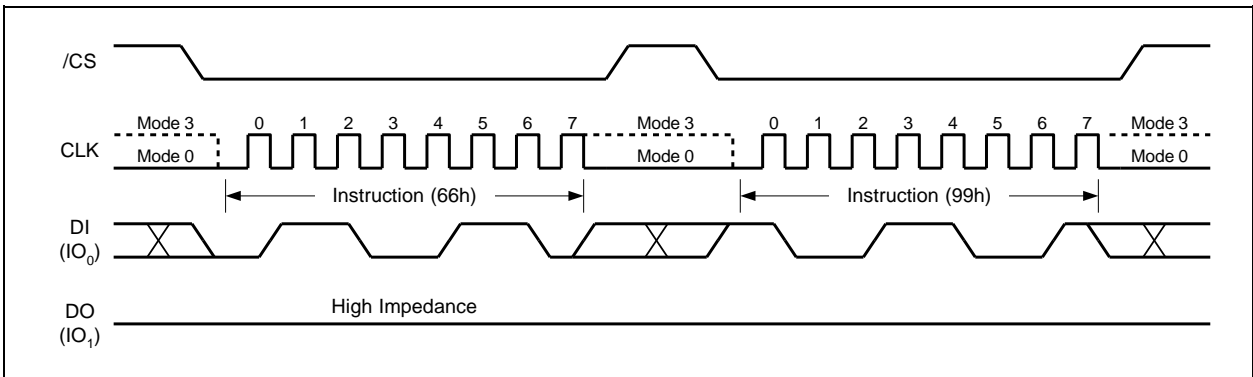 /CS
Mode 3 0 1 2 3 4 5 6 7 Mode 3 0 1 2 3 4 5 6 7 Mode 3
CLK
Mode 0 Mode 0 Mode 0
Instruction (66h) Instruction (99h)
DI
(IO0)
High Impedance
DO
(IO1)